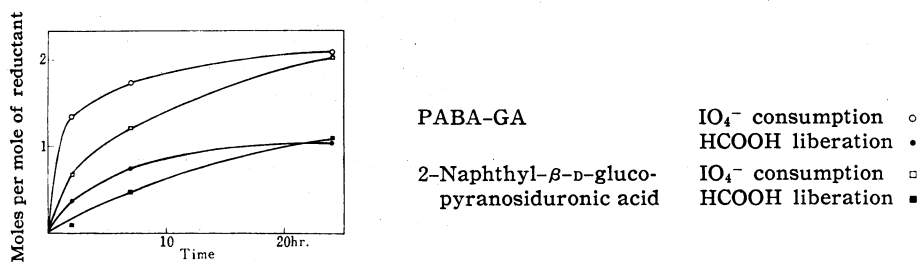 Moles per mole of reductant
2
1
10
20hr.
Time
PABA-GA IO₄⁻ consumption ○
HCOOH liberation •
2-Naphthyl-β-D-gluco- IO₄⁻ consumption □
pyranosiduronic acid HCOOH liberation ■